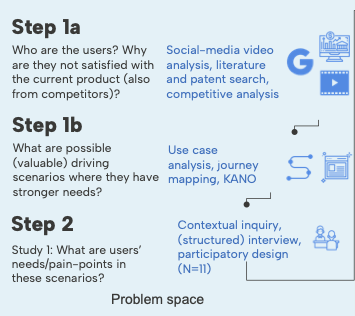 Step 1a
Who are the users? Why
are they not satisfied with
the current product (also
from competitors)?
Social-media video
analysis, literature
and patent search,
competitive analysis
G
Step 1b
What are possible
(valuable) driving
scenarios where they have
stronger needs?
Use case
analysis, journey
mapping, KANO
Step 2
Study 1: What are users'
needs/pain-points in
these scenarios?
Contextual inquiry,
(structured) interview,
participatory design
(N=11)
Problem space